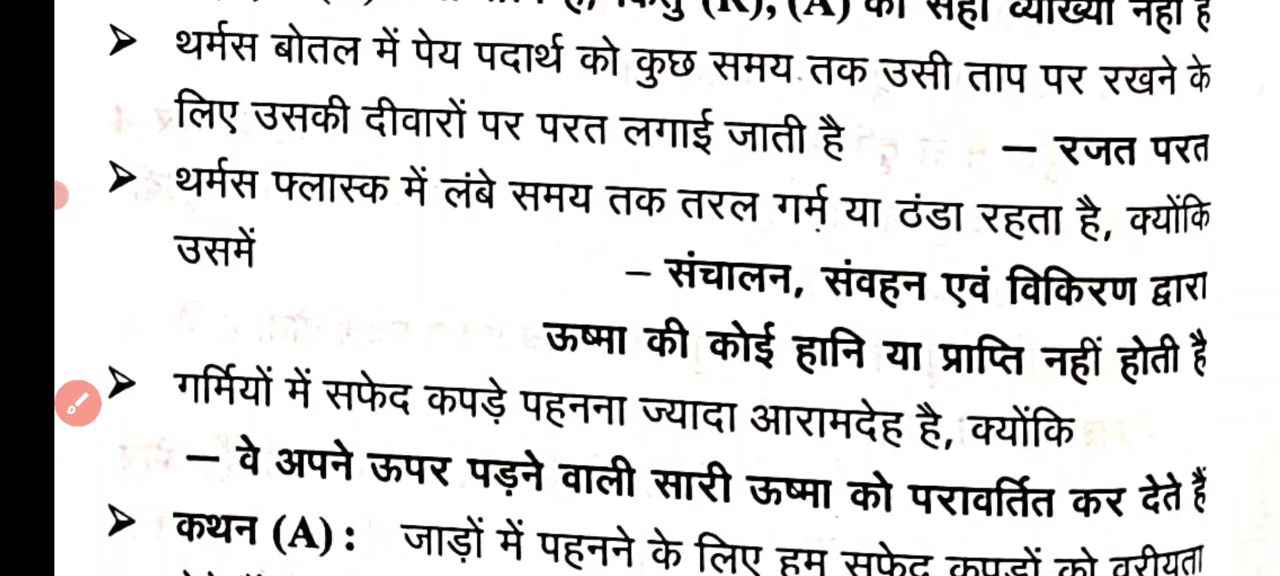 (R), (A) की सही व्याख्या नहीं है
➤ थर्मस बोतल में पेय पदार्थ को कुछ समय तक उसी ताप पर रखने के
लिए उसकी दीवारों पर परत लगाई जाती है — रजत परत
➤ थर्मस फ्लास्क में लंबे समय तक तरल गर्म या ठंडा रहता है, क्योंकि
उसमें – संचालन, संवहन एवं विकिरण द्वारा
ऊष्मा की कोई हानि या प्राप्ति नहीं होती है
➤ गर्मियों में सफेद कपड़े पहनना ज्यादा आरामदेह है, क्योंकि
— वे अपने ऊपर पड़ने वाली सारी ऊष्मा को परावर्तित कर देते हैं
➤ कथन (A) : जाड़ों में पहनने के लिए हम सफेद कपड़ों को वरीयता